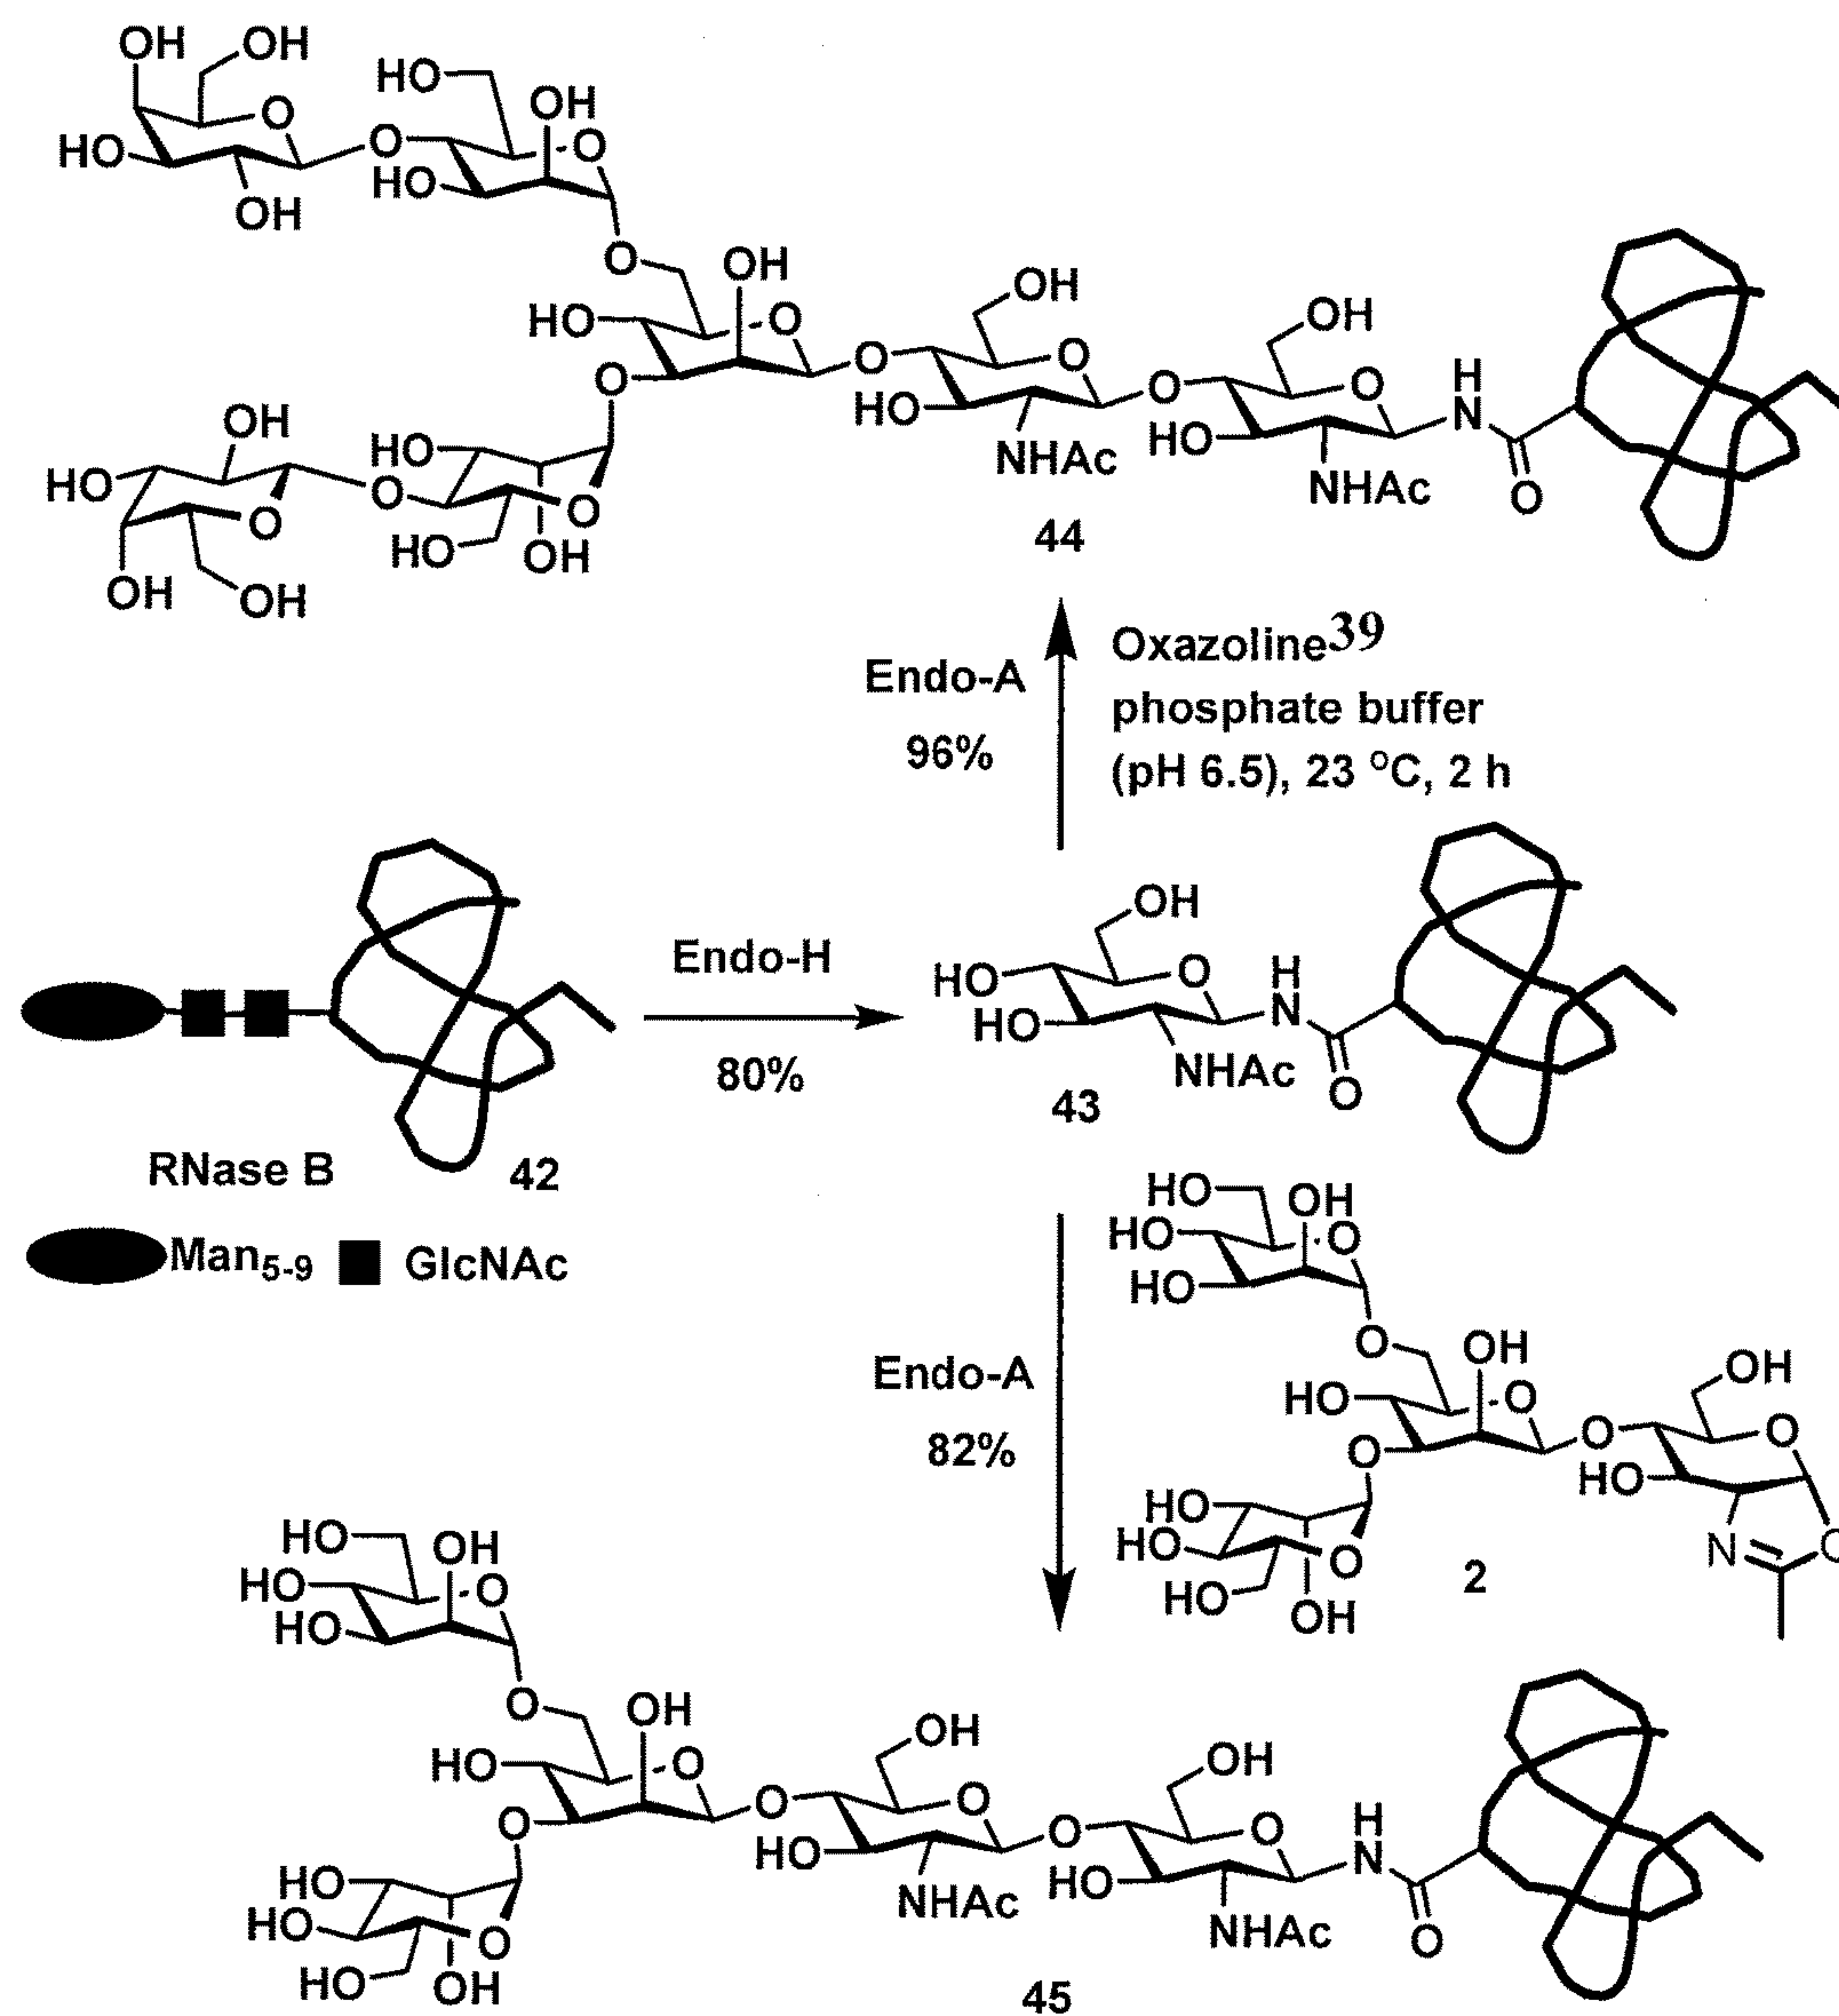 OH OH HO OH
O O O
HO HO
OH
O OH OH
HO O OH
O O O
O H
OH HO HO O HO N
HO O O NHAc HO NHAc O
O HO OH
OH OH 44
Oxazoline39
Endo-A
phosphate buffer
96%
(pH 6.5), 23 °C, 2 h
OH
Endo-H HO O H
HO N
80% NHAc O
43
RNase B 42
HO OH
HO O
Man5-9 GlcNAc
HO
O OH OH
Endo-A HO O O
82% O O
HO
HO
HO O N O
HO OH 2
HO OH
HO O
HO
O OH OH OH
HO O O O H
O O O N
HO HO HO
HO NHAc NHAc O
O
HO OH
45